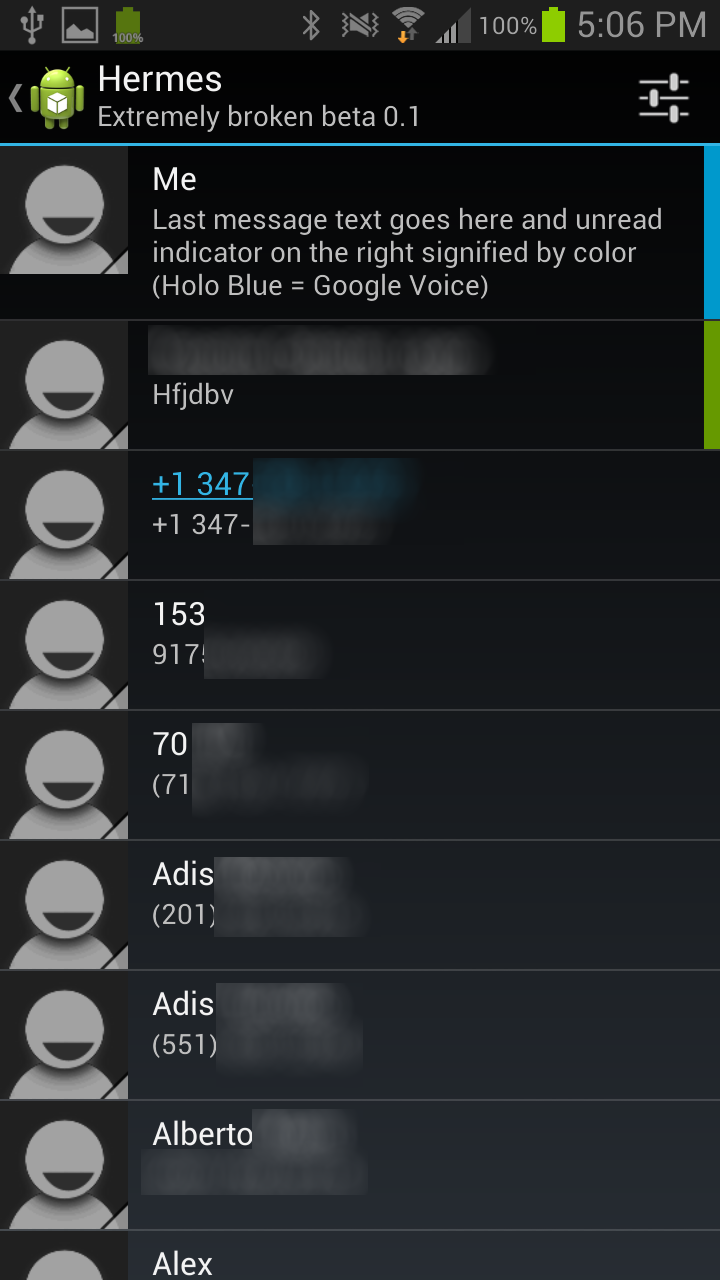 100%
100%
5:06 PM
Hermes
Extremely broken beta 0.1
Me
Last message text goes here and unread
indicator on the right signified by color
(Holo Blue = Google Voice)
Hfjdbv
+1 347
+1 347-
153
917
70
(71
Adis
(201)
Adis
(551)
Alberto
Alex